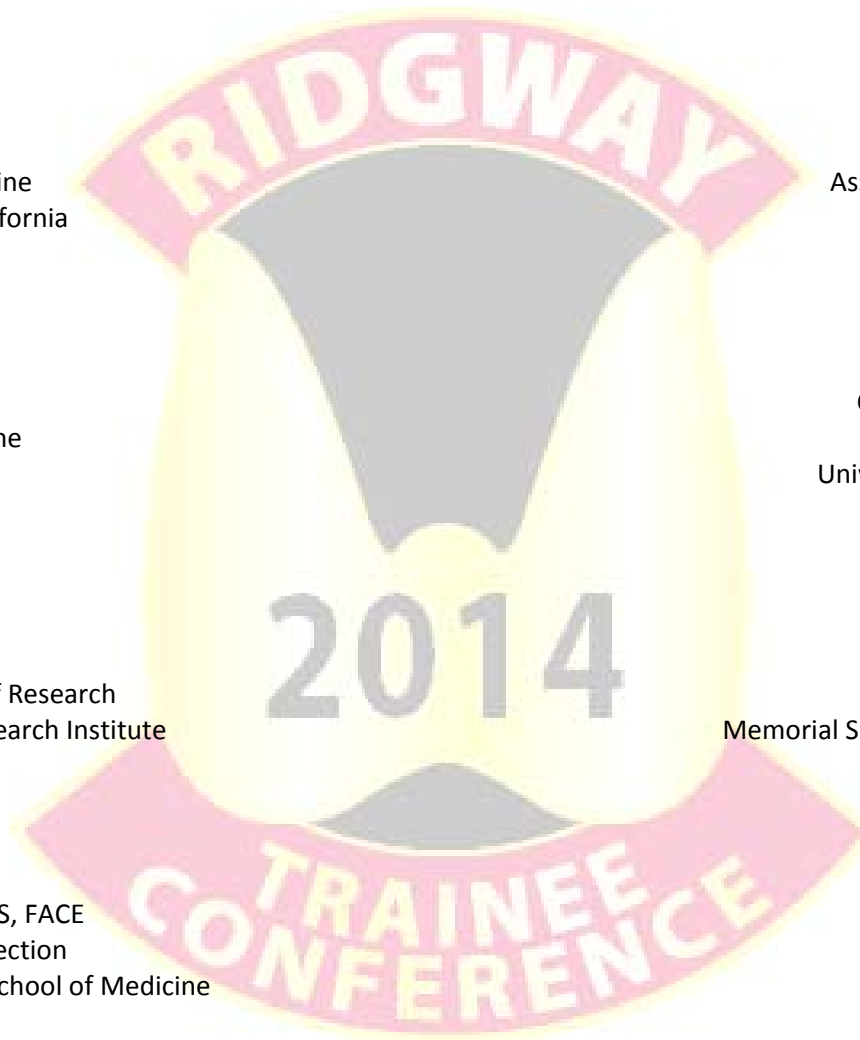 RIDGWAY
ine
fornia
ne
2014
f Research
earch Institute
Memorial S
TRAINEE
CONFERENCE
S, FACE
ection
chool of Medicine
As
Univ